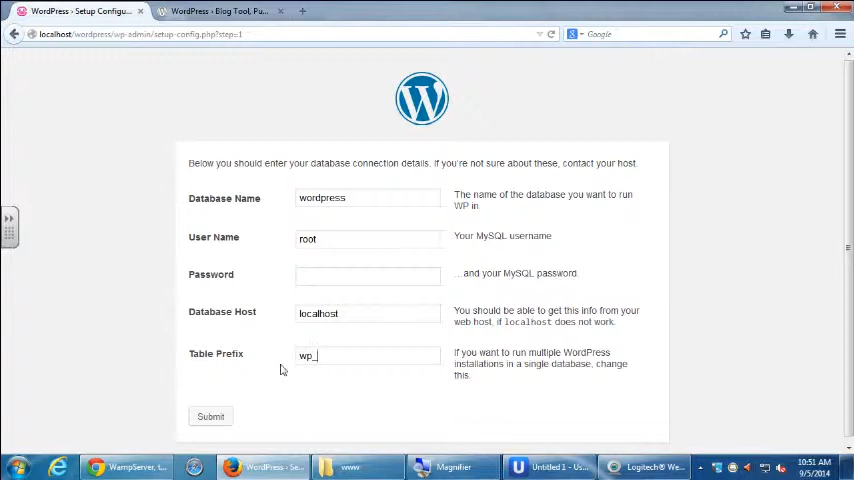 WordPress › Setup Configu...
WordPress › Blog Tool, Pu...
localhost/wordpress/wp-admin/setup-config.php?step=1
Google
Below you should enter your database connection details. If you're not sure about these, contact your host.
Database Name
wordpress
The name of the database you want to run
WP in.
User Name
root
Your MySQL username
Password
...and your MySQL password.
Database Host
localhost
You should be able to get this info from your
web host, if localhost does not work.
Table Prefix
wp_
If you want to run multiple WordPress
installations in a single database, change
this.
Submit
WampServer, t...
WordPress › Se...
www
Magnifier
Untitled 1 - Us...
Logitech® We...
10:51 AM
9/5/2014